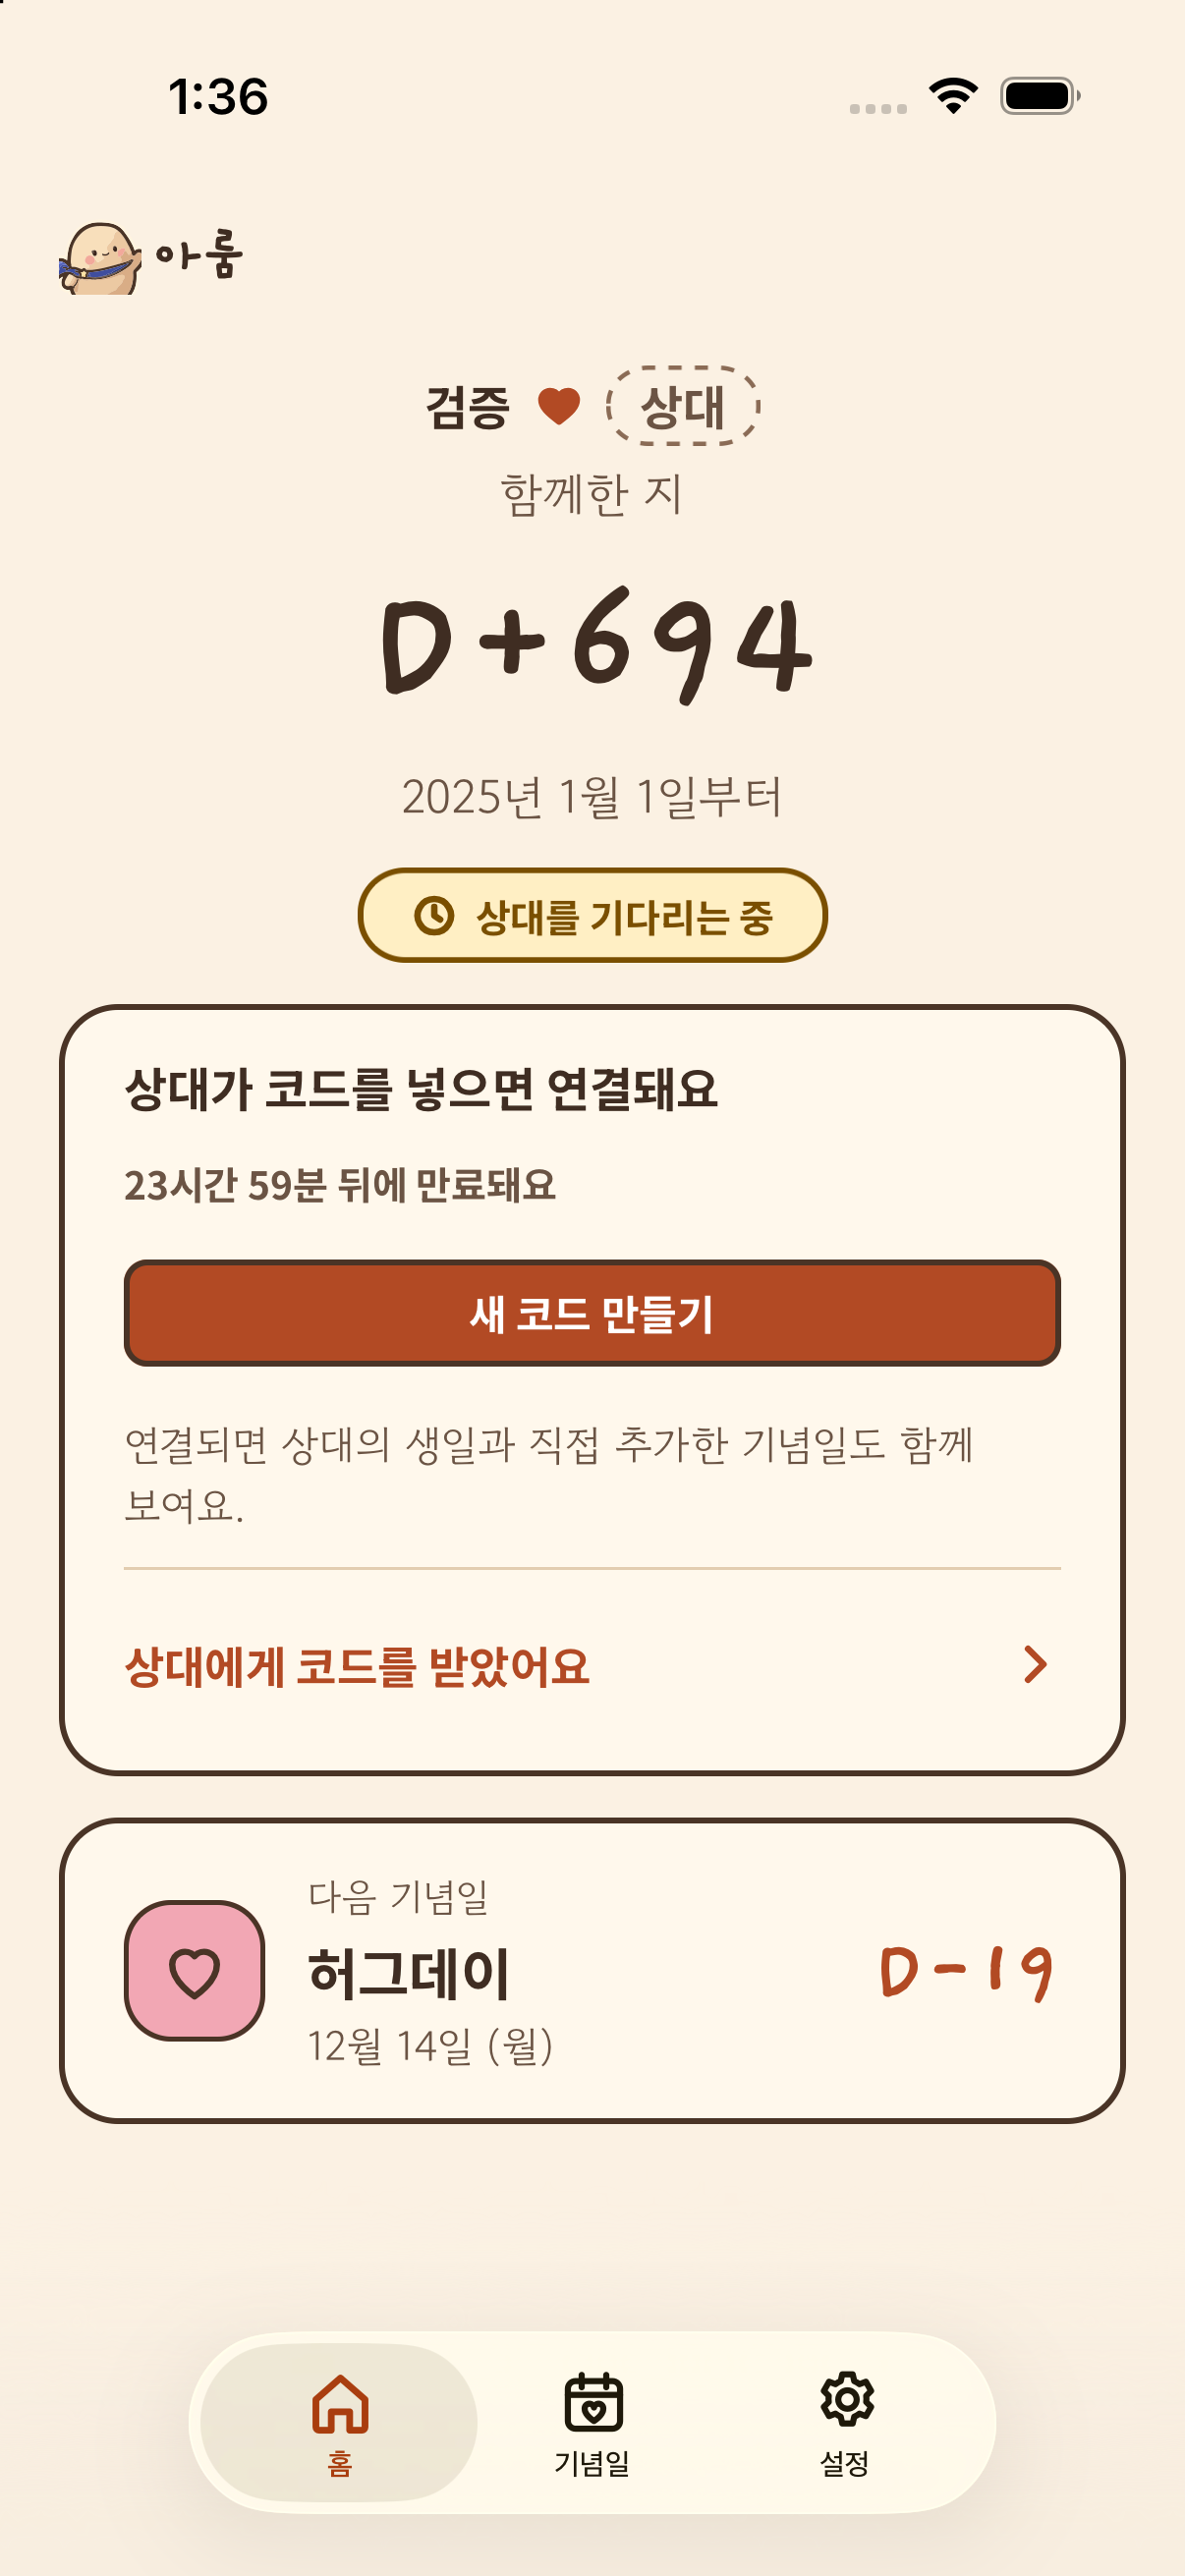 1:36
아룸
검증 상대
함께한 지
D+694
2025년 1월 1일부터
상대를 기다리는 중
상대가 코드를 넣으면 연결돼요
23시간 59분 뒤에 만료돼요
새 코드 만들기
연결되면 상대의 생일과 직접 추가한 기념일도 함께
보여요.
상대에게 코드를 받았어요
다음 기념일
허그데이
D-19
12월 14일 (월)
홈 기념일 설정